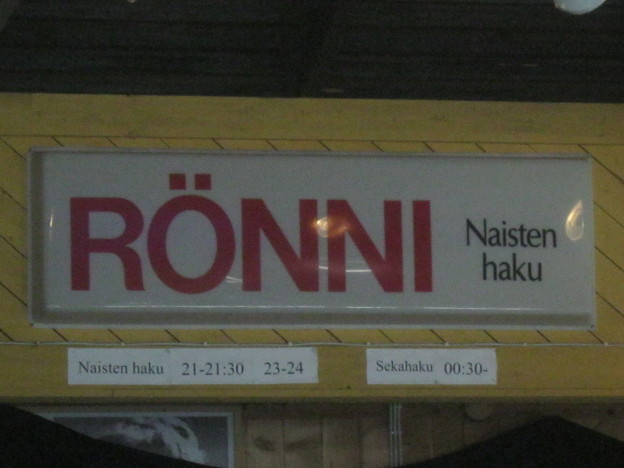 RÖNNI
Naisten
haku
Naisten haku 21-21:30 23-24
Sekahaku 00:30-